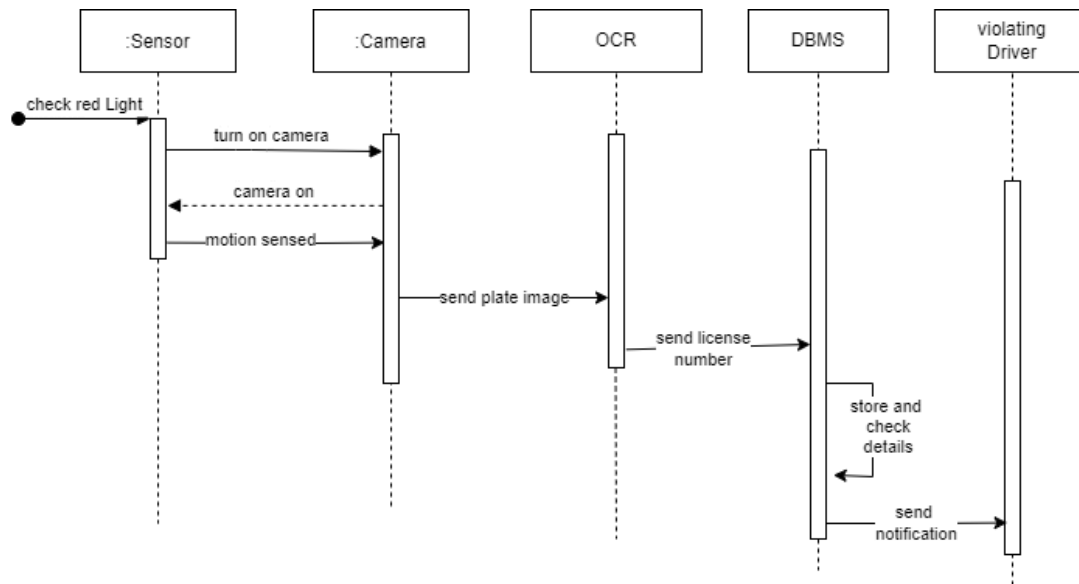 :Sensor
:Camera
OCR
DBMS
violating
Driver
check red Light
turn on camera
camera on
motion sensed
send plate image
send license
number
store and
check
details
send
notification